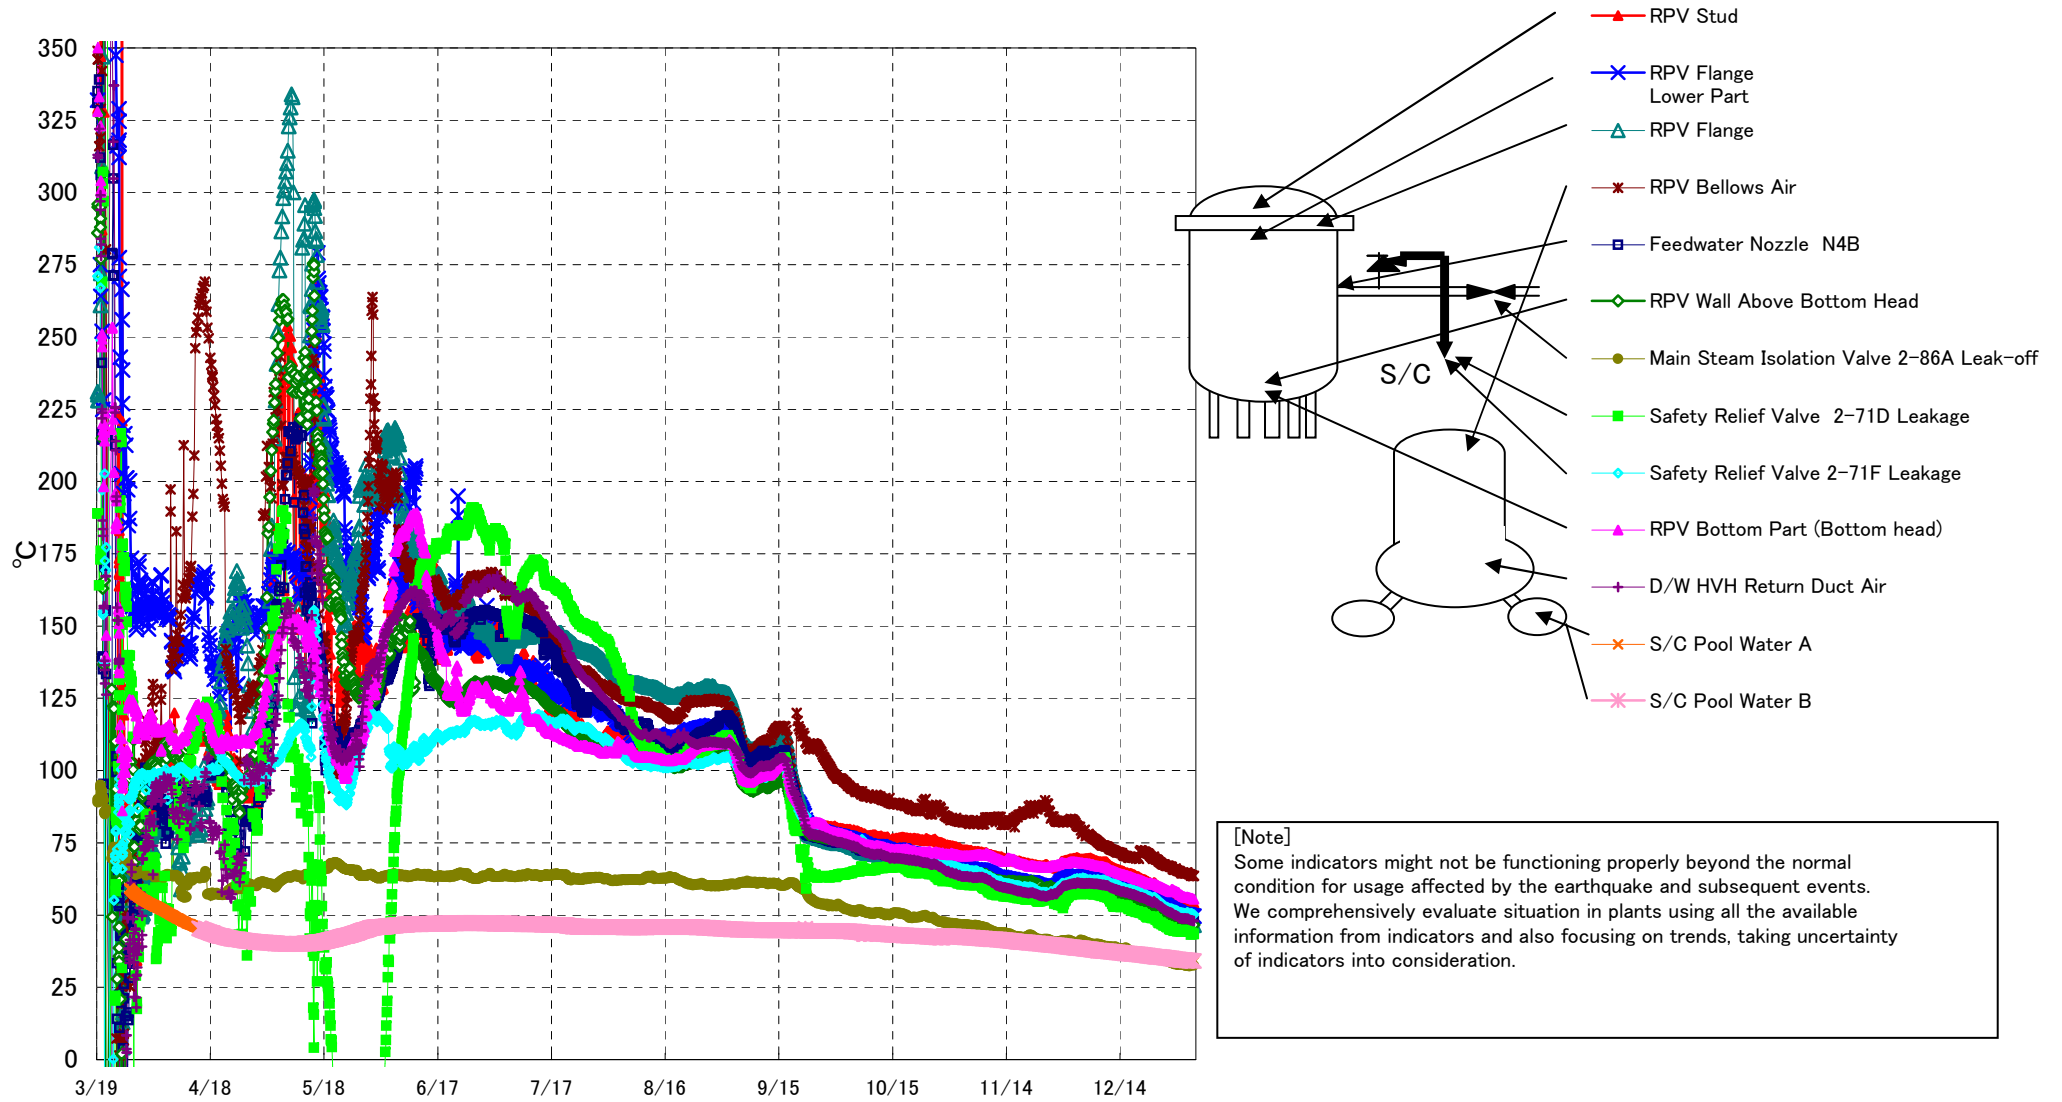 350
325
300
275
250
225
200
175
150
125
100
75
50
25
0
℃
3/19 4/18 5/18 6/17 7/17 8/16 9/15 10/15 11/14 12/14
RPV Stud
RPV Flange
Lower Part
RPV Flange
RPV Bellows Air
Feedwater Nozzle N4B
RPV Wall Above Bottom Head
Main Steam Isolation Valve 2-86A Leak-off
Safety Relief Valve 2-71D Leakage
Safety Relief Valve 2-71F Leakage
RPV Bottom Part (Bottom head)
D/W HVH Return Duct Air
S/C Pool Water A
S/C Pool Water B
S/C
[Note]
Some indicators might not be functioning properly beyond the normal
condition for usage affected by the earthquake and subsequent events.
We comprehensively evaluate situation in plants using all the available
information from indicators and also focusing on trends, taking uncertainty
of indicators into consideration.